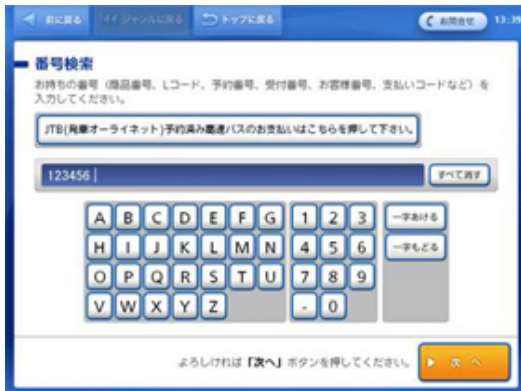 前に戻る ジャンルに戻る トップに戻る お問合せ 13:39
番号検索
お持ちの番号（商品番号、Lコード、予約番号、受付番号、お客様番号、支払いコードなど）を
入力してください。
JTB(発車オーライネット)予約済み高速バスのお支払いはこちらを押して下さい。
123456 すべて消す
A B C D E F G 1 2 3 一字あける
H I J K L M N 4 5 6 一字もどる
O P Q R S T U 7 8 9
V W X Y Z - 0
よろしければ「次へ」ボタンを押してください。 次へ